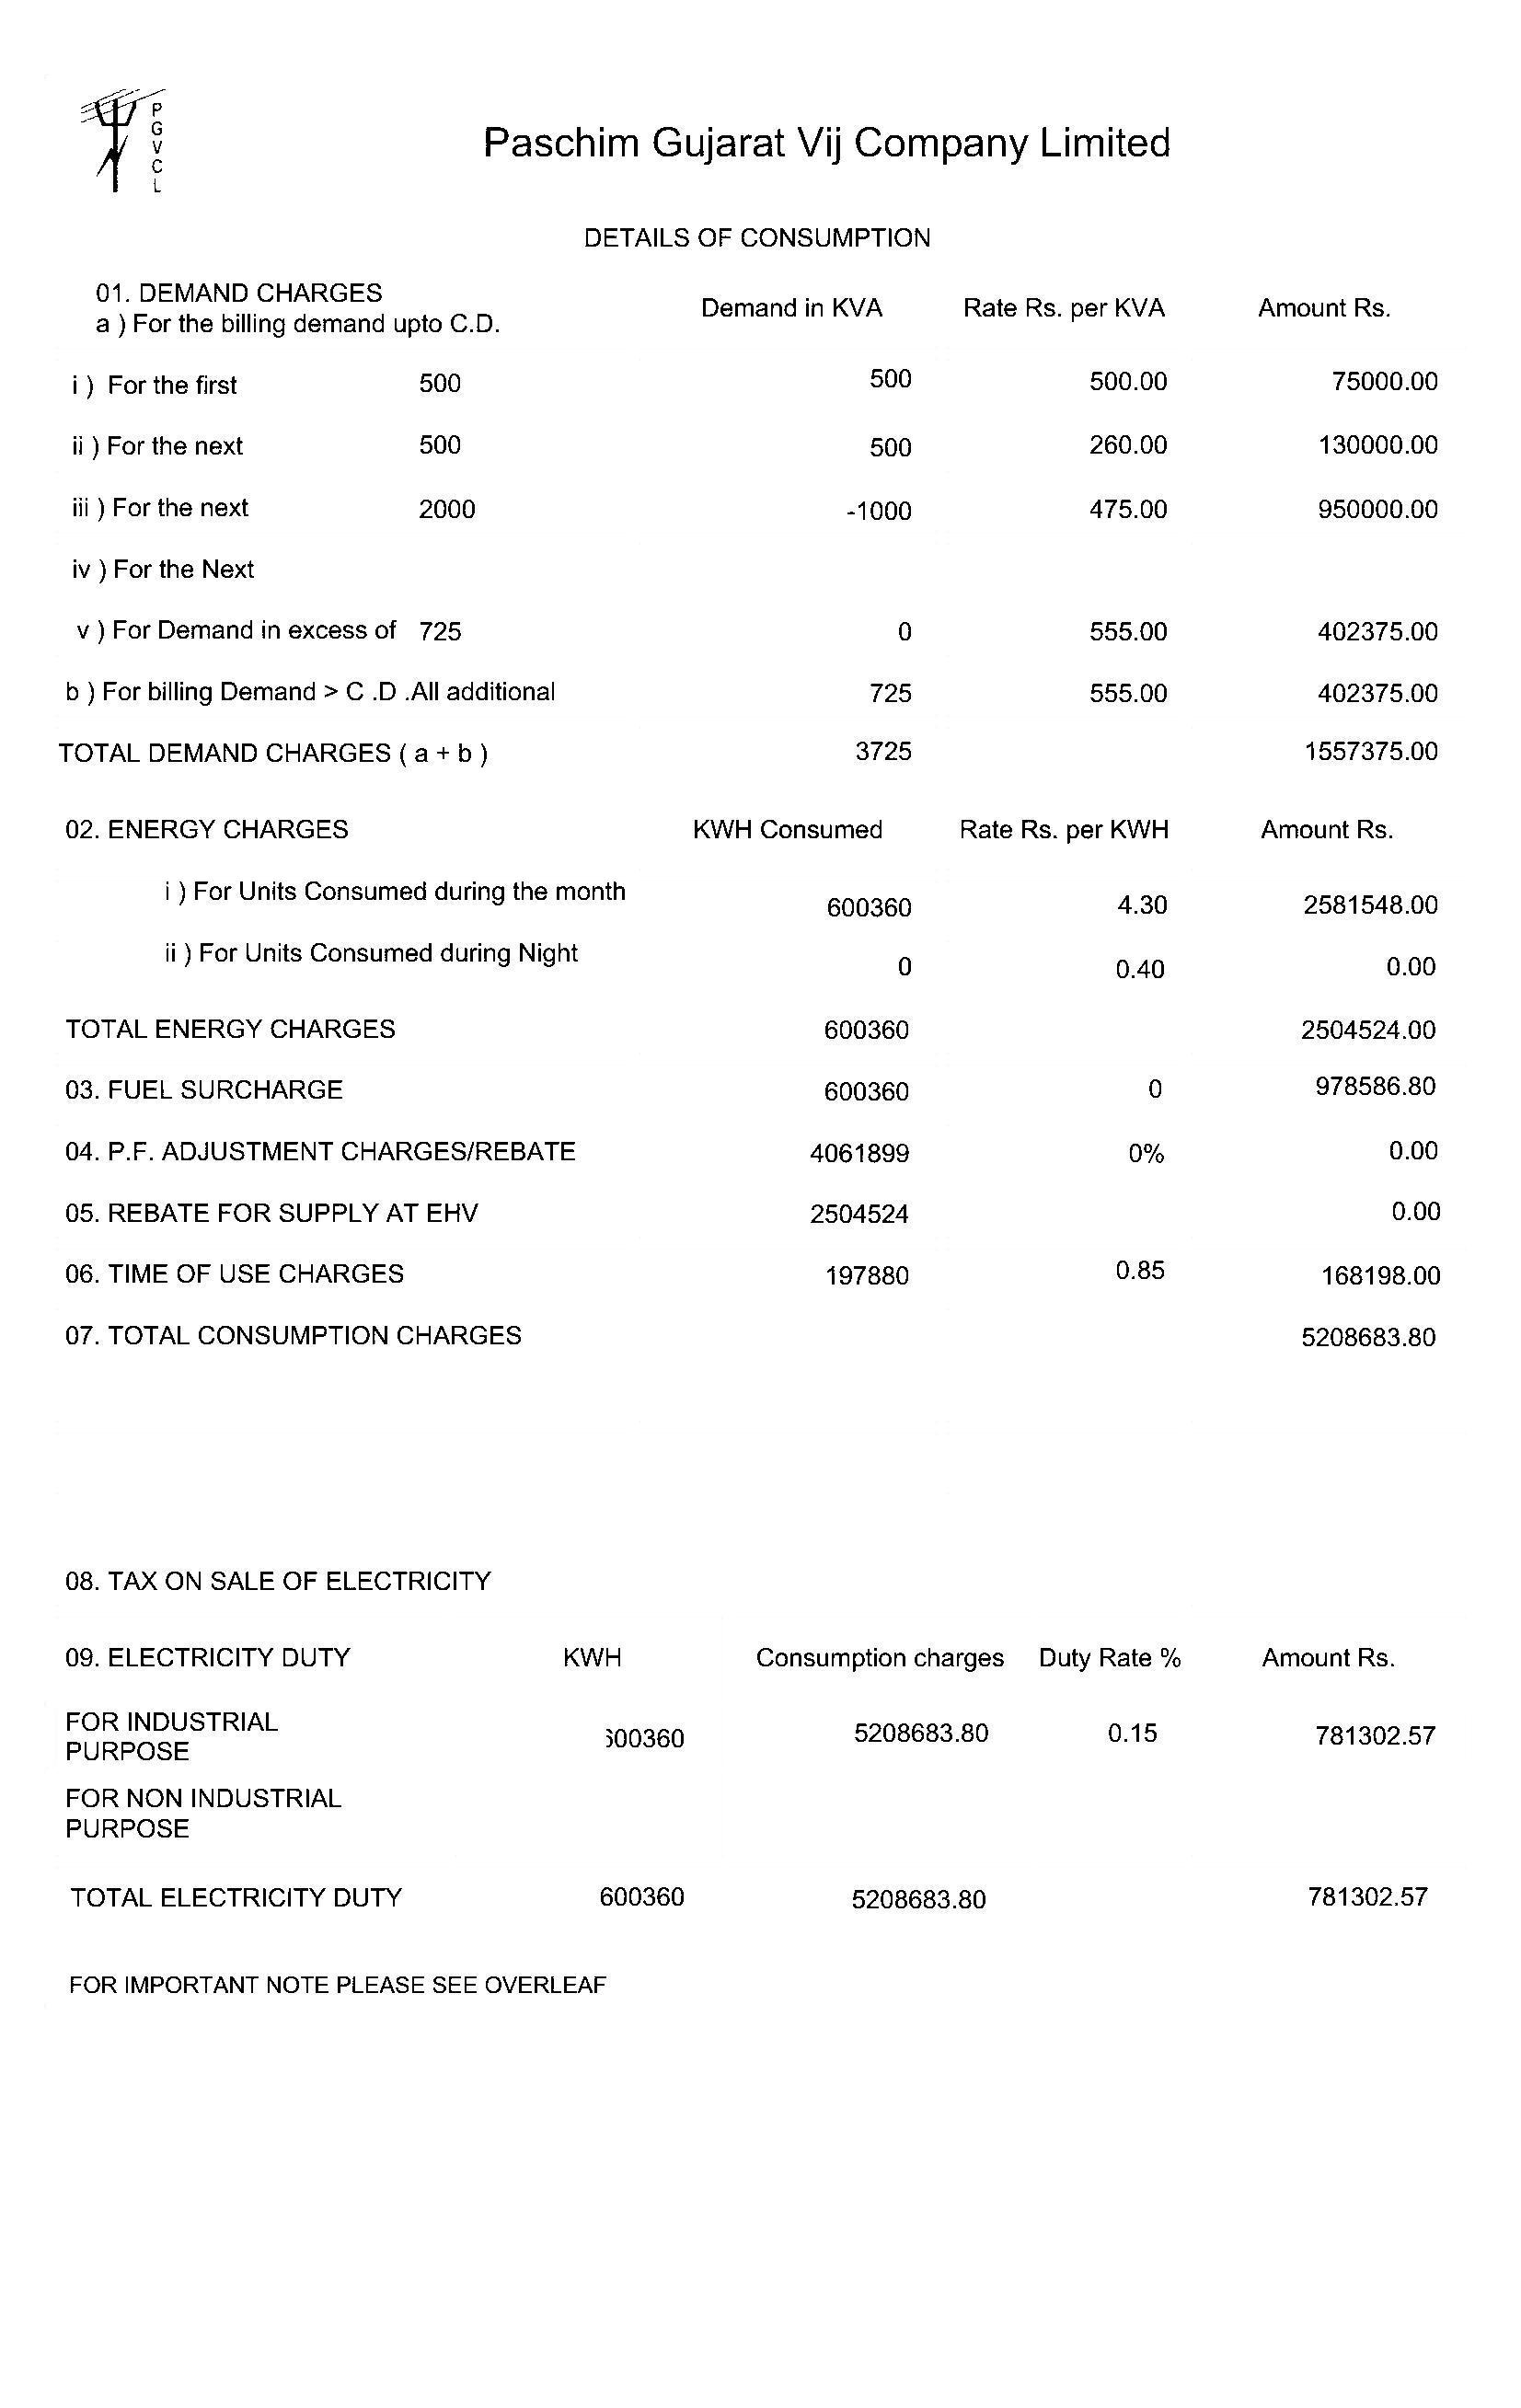 P
G
V
C
L
Paschim Gujarat Vij Company Limited
DETAILS OF CONSUMPTION
01. DEMAND CHARGES
a ) For the billing demand upto C.D. Demand in KVA Rate Rs. per KVA Amount Rs.
i ) For the first 500 500 500.00 75000.00
ii ) For the next 500 500 260.00 130000.00
iii ) For the next 2000 -1000 475.00 950000.00
iv ) For the Next
v ) For Demand in excess of 725 0 555.00 402375.00
b ) For billing Demand > C .D .All additional 725 555.00 402375.00
TOTAL DEMAND CHARGES ( a + b ) 3725 1557375.00
02. ENERGY CHARGES KWH Consumed Rate Rs. per KWH Amount Rs.
i ) For Units Consumed during the month 600360 4.30 2581548.00
ii ) For Units Consumed during Night 0 0.40 0.00
TOTAL ENERGY CHARGES 600360 2504524.00
03. FUEL SURCHARGE 600360 0 978586.80
04. P.F. ADJUSTMENT CHARGES/REBATE 4061899 0% 0.00
05. REBATE FOR SUPPLY AT EHV 2504524 0.00
06. TIME OF USE CHARGES 197880 0.85 168198.00
07. TOTAL CONSUMPTION CHARGES 5208683.80
08. TAX ON SALE OF ELECTRICITY
09. ELECTRICITY DUTY KWH Consumption charges Duty Rate % Amount Rs.
FOR INDUSTRIAL
PURPOSE 600360 5208683.80 0.15 781302.57
FOR NON INDUSTRIAL
PURPOSE
TOTAL ELECTRICITY DUTY 600360 5208683.80 781302.57
FOR IMPORTANT NOTE PLEASE SEE OVERLEAF